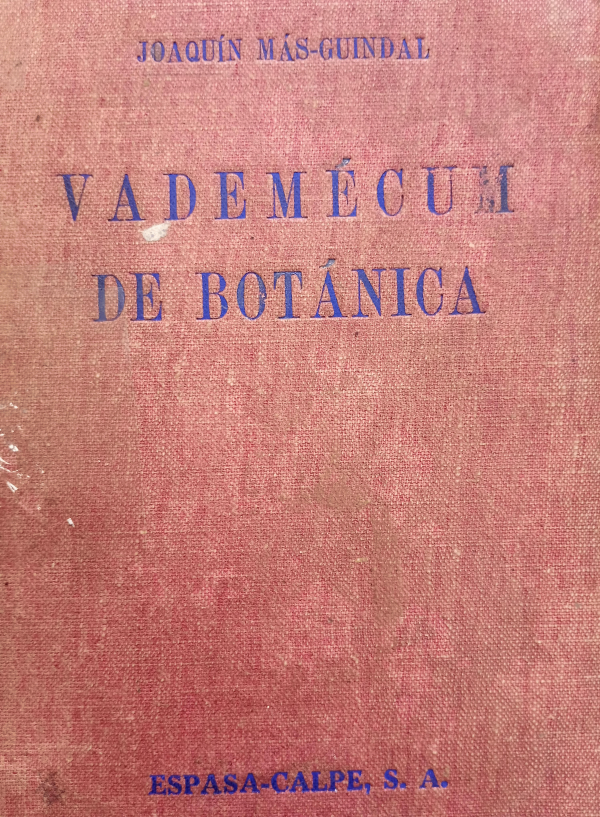 JOAQUÍN MÁS-GUINDAL
VADEMÉCUM
DE BOTÁNICA
ESPASA-CALPE, S. A.